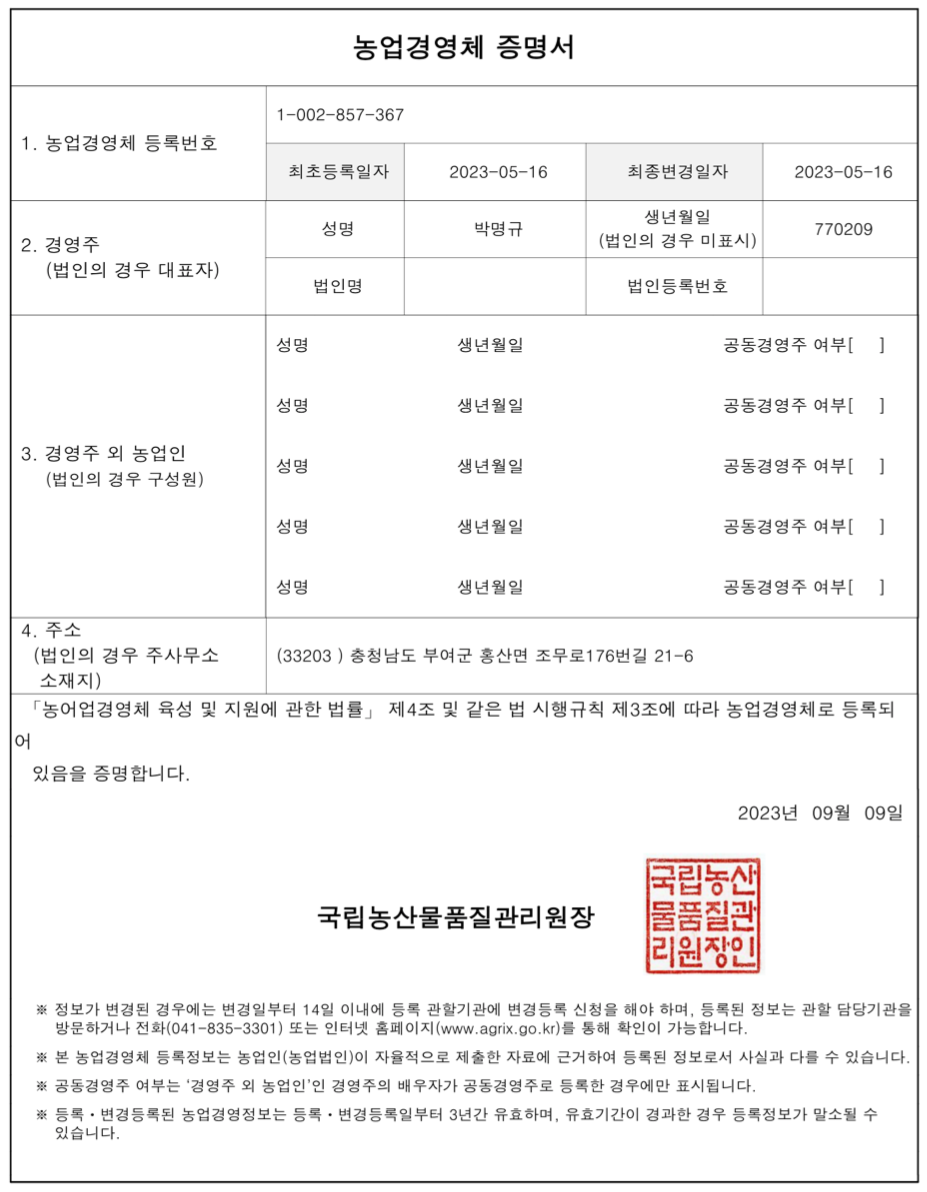 농업경영체 증명서
1. 농업경영체 등록번호
1-002-857-367
최초등록일자 2023-05-16 최종변경일자 2023-05-16
2. 경영주
(법인의 경우 대표자)
성명 박명규 생년월일
(법인의 경우 미표시) 770209
법인명 법인등록번호
3. 경영주 외 농업인
(법인의 경우 구성원)
성명 생년월일 공동경영주 여부[ ]
성명 생년월일 공동경영주 여부[ ]
성명 생년월일 공동경영주 여부[ ]
성명 생년월일 공동경영주 여부[ ]
성명 생년월일 공동경영주 여부[ ]
4. 주소
(법인의 경우 주사무소
소재지)
(33203 ) 충청남도 부여군 홍산면 조무로176번길 21-6
「농어업경영체 육성 및 지원에 관한 법률」 제4조 및 같은 법 시행규칙 제3조에 따라 농업경영체로 등록되
어
있음을 증명합니다.
2023년 09월 09일
국립농산물품질관리원장
국립농산
물품질관
리원장인
※ 정보가 변경된 경우에는 변경일부터 14일 이내에 등록 관할기관에 변경등록 신청을 해야 하며, 등록된 정보는 관할 담당기관을
방문하거나 전화(041-835-3301) 또는 인터넷 홈페이지(www.agrix.go.kr)를 통해 확인이 가능합니다.
※ 본 농업경영체 등록정보는 농업인(농업법인)이 자율적으로 제출한 자료에 근거하여 등록된 정보로서 사실과 다를 수 있습니다.
※ 공동경영주 여부는 '경영주 외 농업인'인 경영주의 배우자가 공동경영주로 등록한 경우에만 표시됩니다.
※ 등록・변경등록된 농업경영정보는 등록・변경등록일부터 3년간 유효하며, 유효기간이 경과한 경우 등록정보가 말소될 수
있습니다.